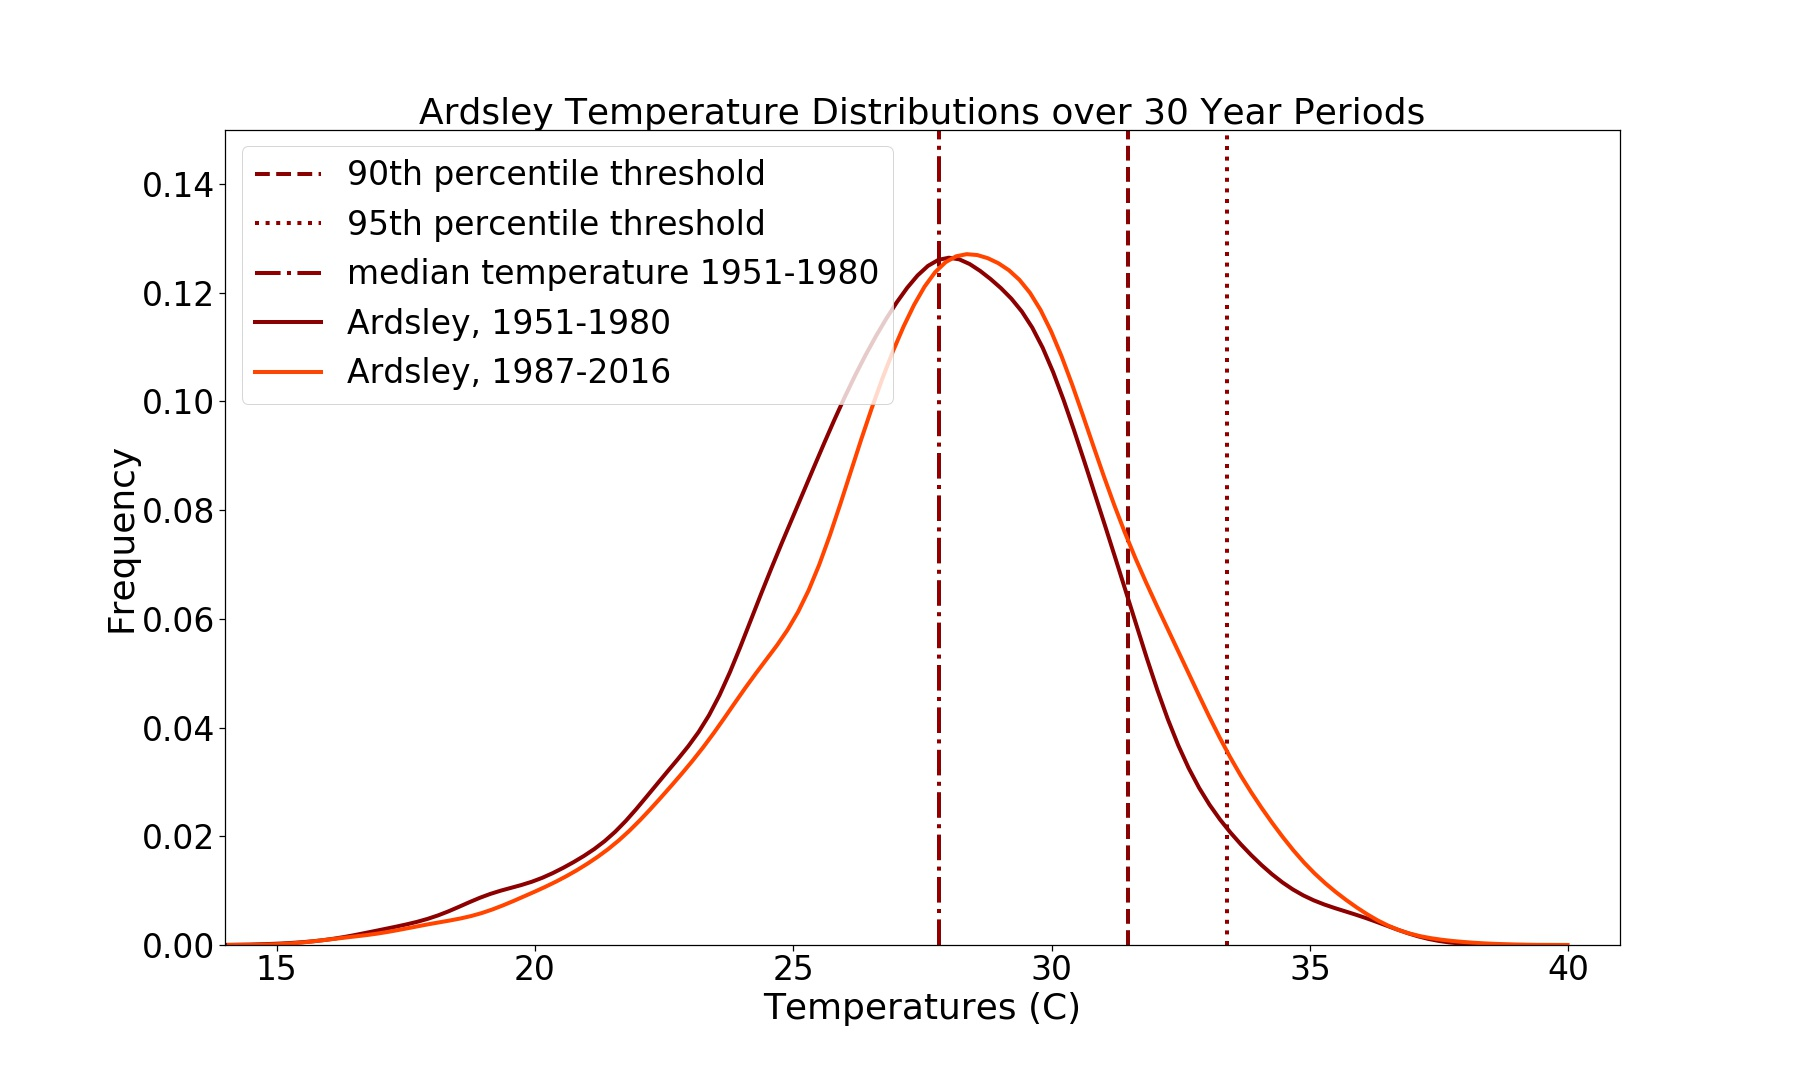 Ardsley Temperature Distributions over 30 Year Periods
90th percentile threshold
95th percentile threshold
median temperature 1951-1980
Ardsley, 1951-1980
Ardsley, 1987-2016
Frequency
0.14
0.12
0.10
0.08
0.06
0.04
0.02
0.00
15 20 25 30 35 40
Temperatures (C)